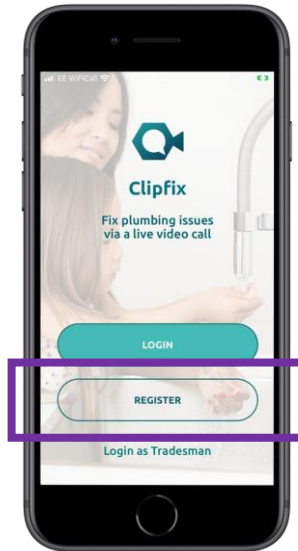 EE WiFiCall
Clipfix
Fix plumbing issues
via a live video call
LOGIN
REGISTER
Login as Tradesman